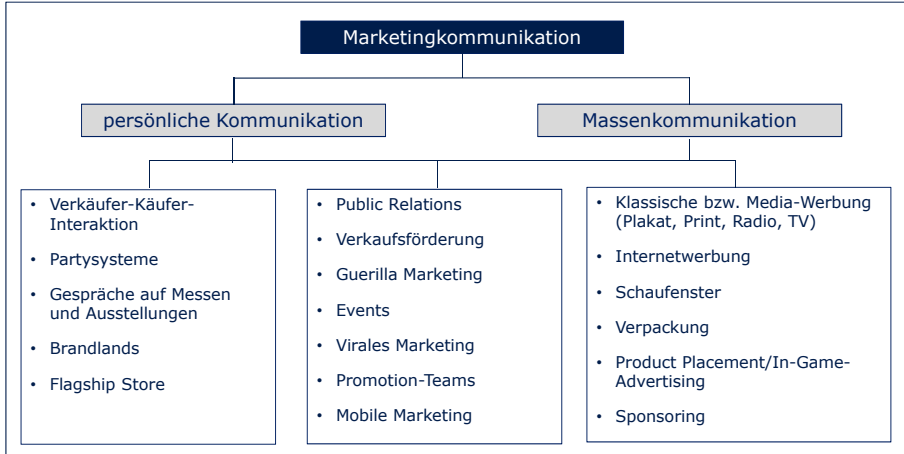 Marketingkommunikation
persönliche Kommunikation
Massenkommunikation
• Verkäufer-Käufer-
Interaktion
• Partysysteme
• Gespräche auf Messen
und Ausstellungen
• Brandlands
• Flagship Store
• Public Relations
• Verkaufsförderung
• Guerilla Marketing
• Events
• Virales Marketing
• Promotion-Teams
• Mobile Marketing
• Klassische bzw. Media-Werbung
(Plakat, Print, Radio, TV)
• Internetwerbung
• Schaufenster
• Verpackung
• Product Placement/In-Game-
Advertising
• Sponsoring